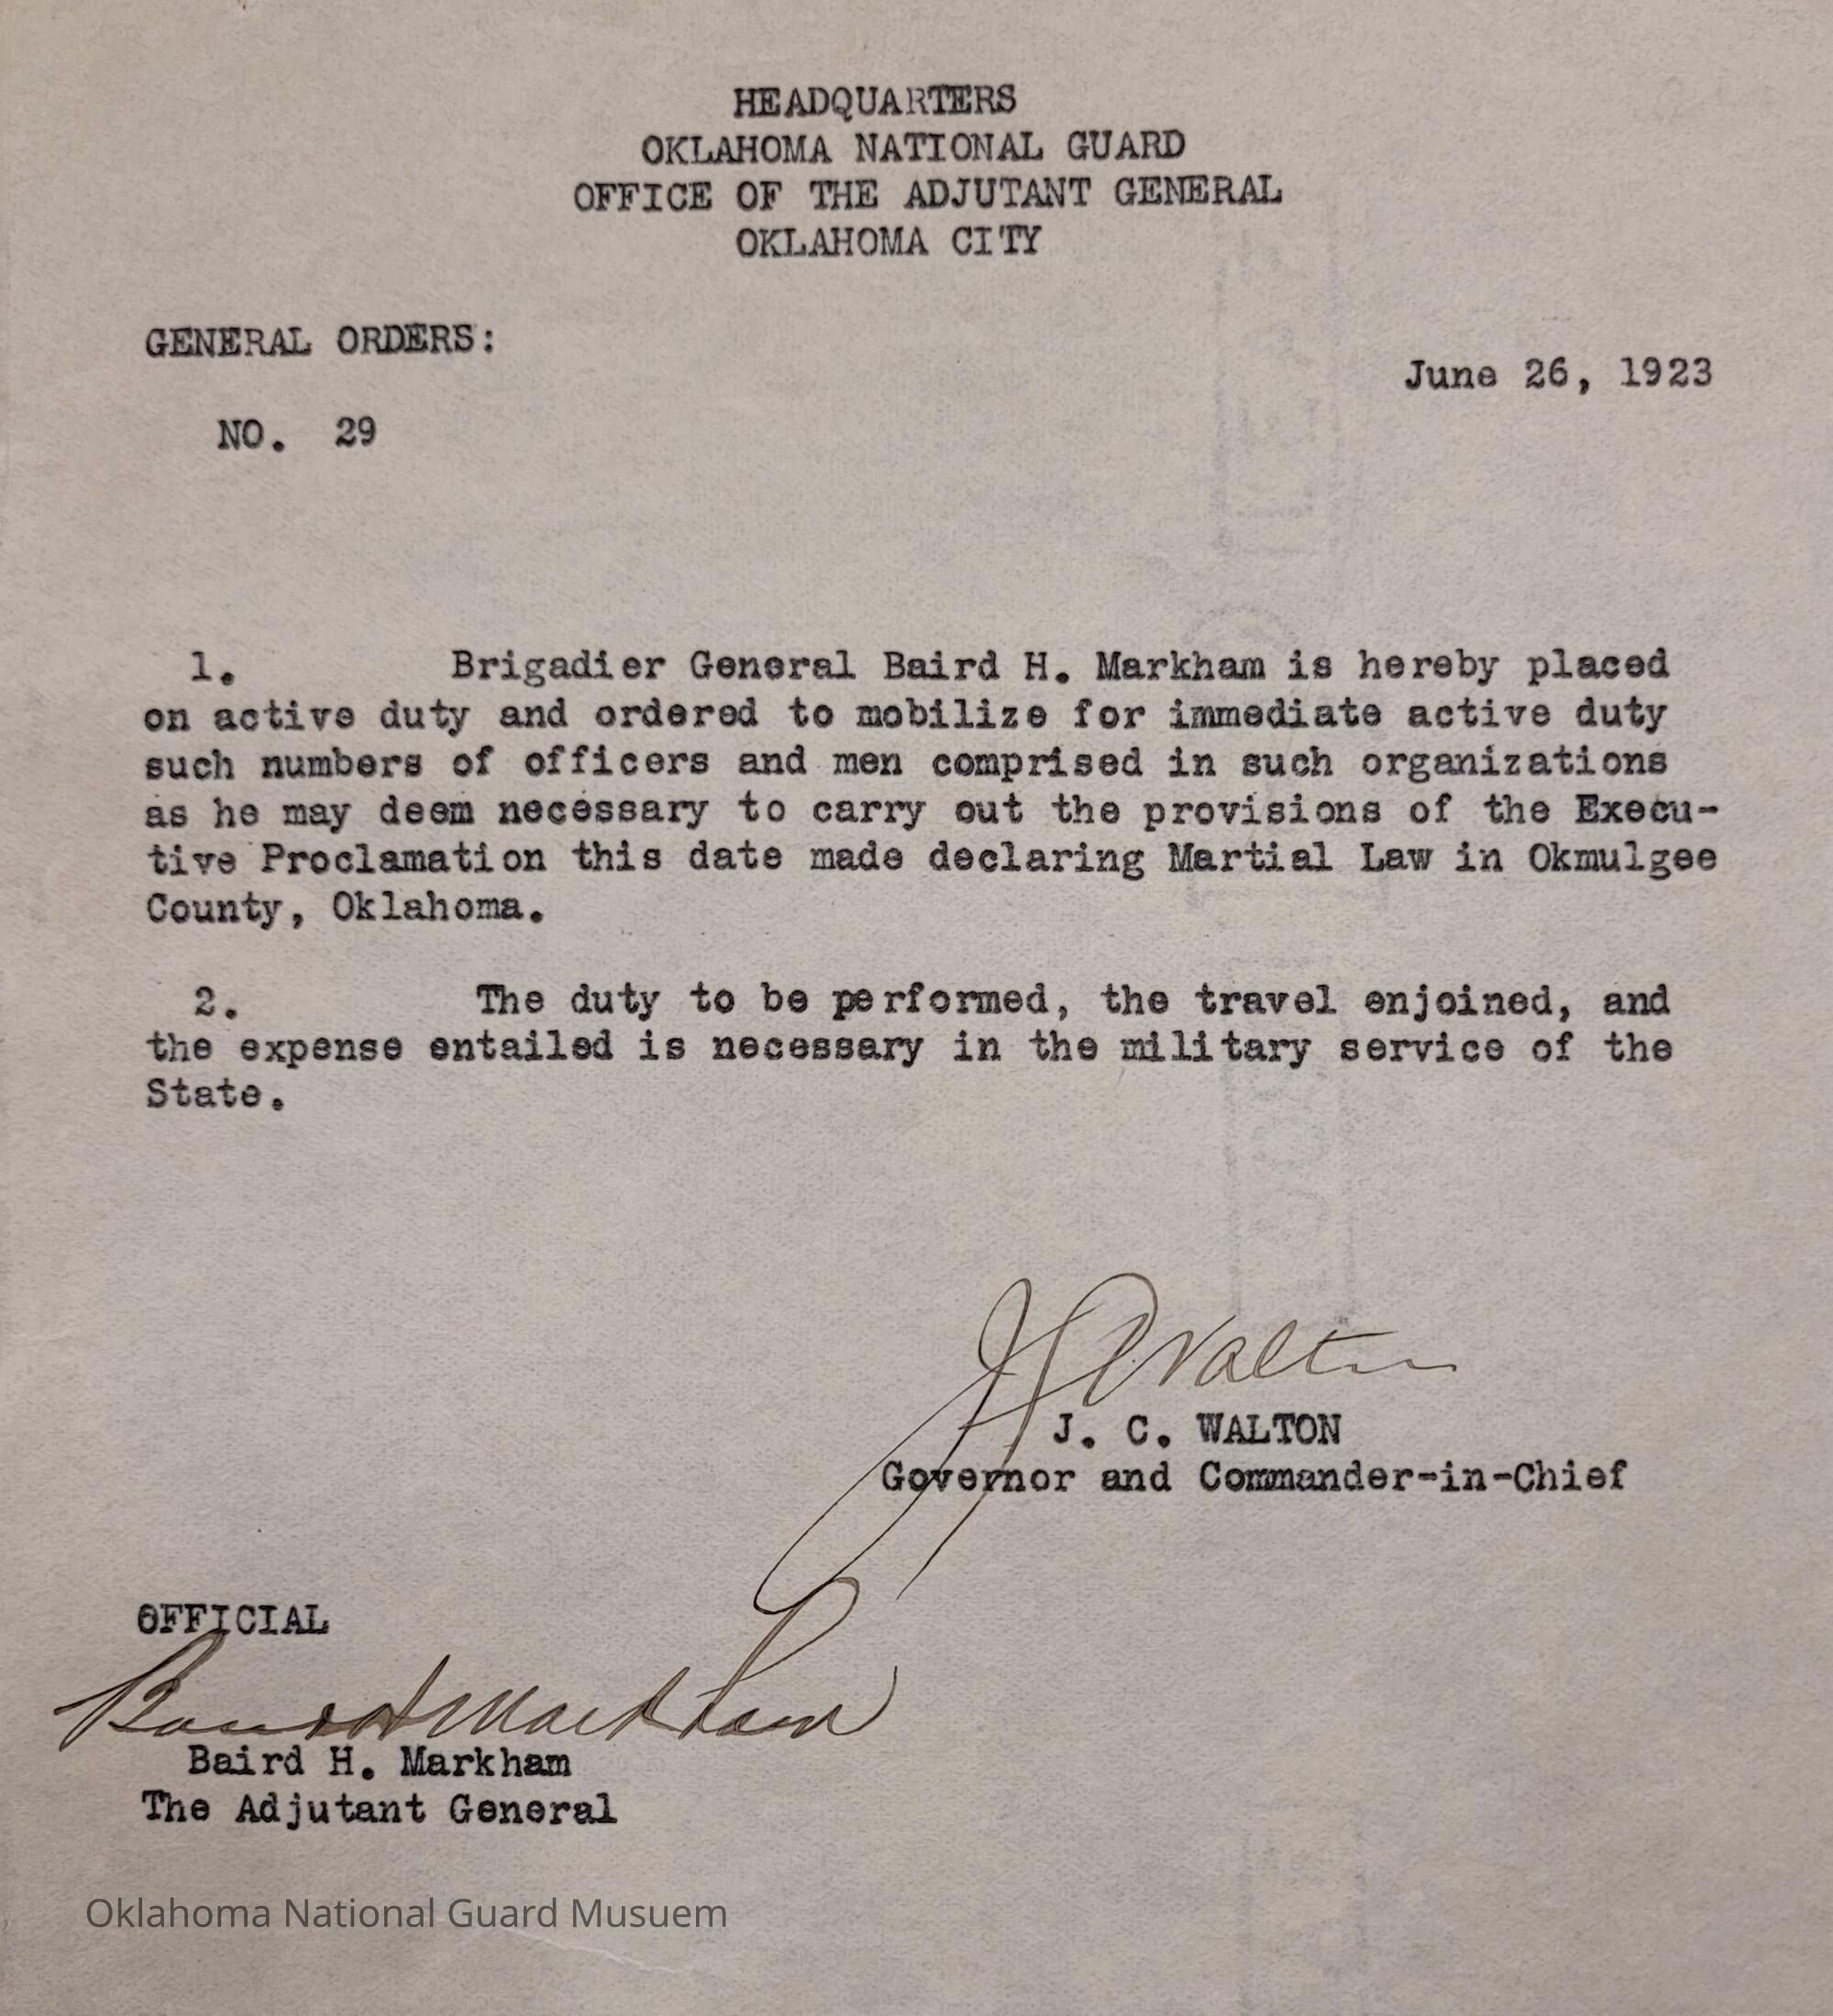 HEADQUARTERS
OKLAHOMA NATIONAL GUARD
OFFICE OF THE ADJUTANT GENERAL
OKLAHOMA CITY
GENERAL ORDERS:
June 26, 1923
NO. 29
1. Brigadier General Baird H. Markham is hereby placed
on active duty and ordered to mobilize for immediate active duty
such numbers of officers and men comprised in such organizations
as he may deem necessary to carry out the provisions of the Execu-
tive Proclamation this date made declaring Martial Law in Okmulgee
County, Oklahoma.
2. The duty to be performed, the travel enjoined, and
the expense entailed is necessary in the military service of the
State.
J C Walton
J. C. WALTON
Governor and Commander-in-Chief
OFFICIAL
Baird H Markham
Baird H. Markham
The Adjutant General
Oklahoma National Guard Musuem